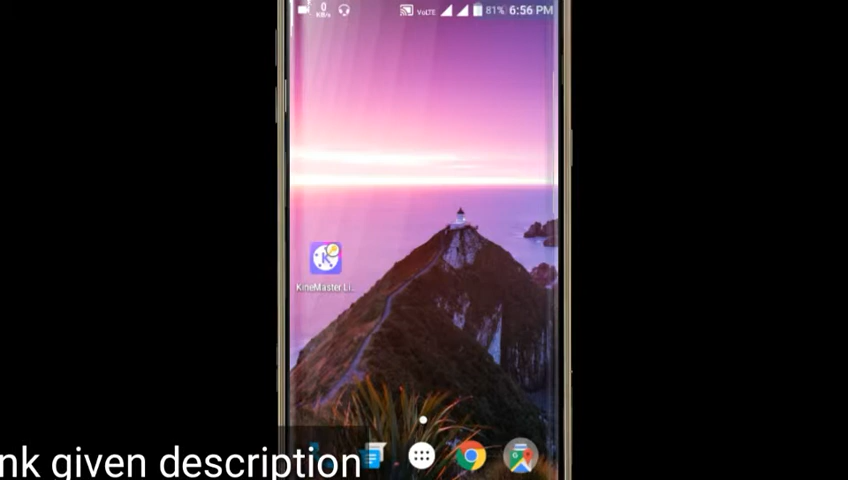 0
KB/s
VoLTE
81%
6:56 PM
K
KineMaster Li..
G
nk given description